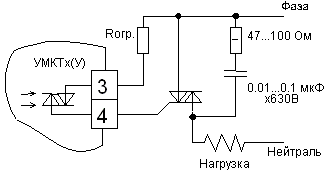 Фаза
Rогр.
47...100 Ом
УМКТх(У)
3
4
0.01...0,1 мкФ
х630В
Нагрузка
Нейтраль